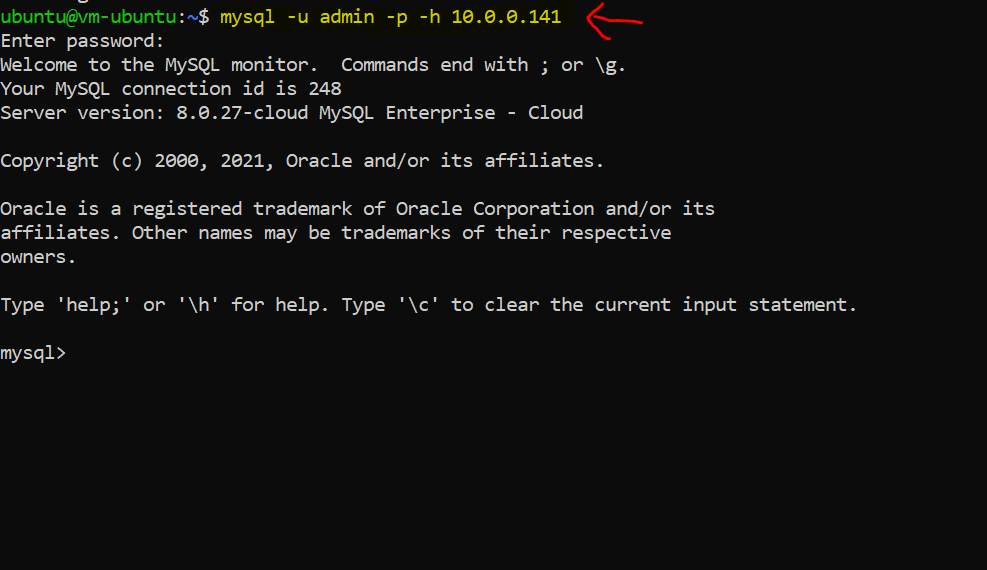 ubuntu@vm-ubuntu:~$ mysql -u admin -p -h 10.0.0.141
Enter password:
Welcome to the MySQL monitor.  Commands end with ; or \g.
Your MySQL connection id is 248
Server version: 8.0.27-cloud MySQL Enterprise - Cloud
Copyright (c) 2000, 2021, Oracle and/or its affiliates.
Oracle is a registered trademark of Oracle Corporation and/or its
affiliates. Other names may be trademarks of their respective
owners.
Type 'help;' or '\h' for help. Type '\c' to clear the current input statement.
mysql>